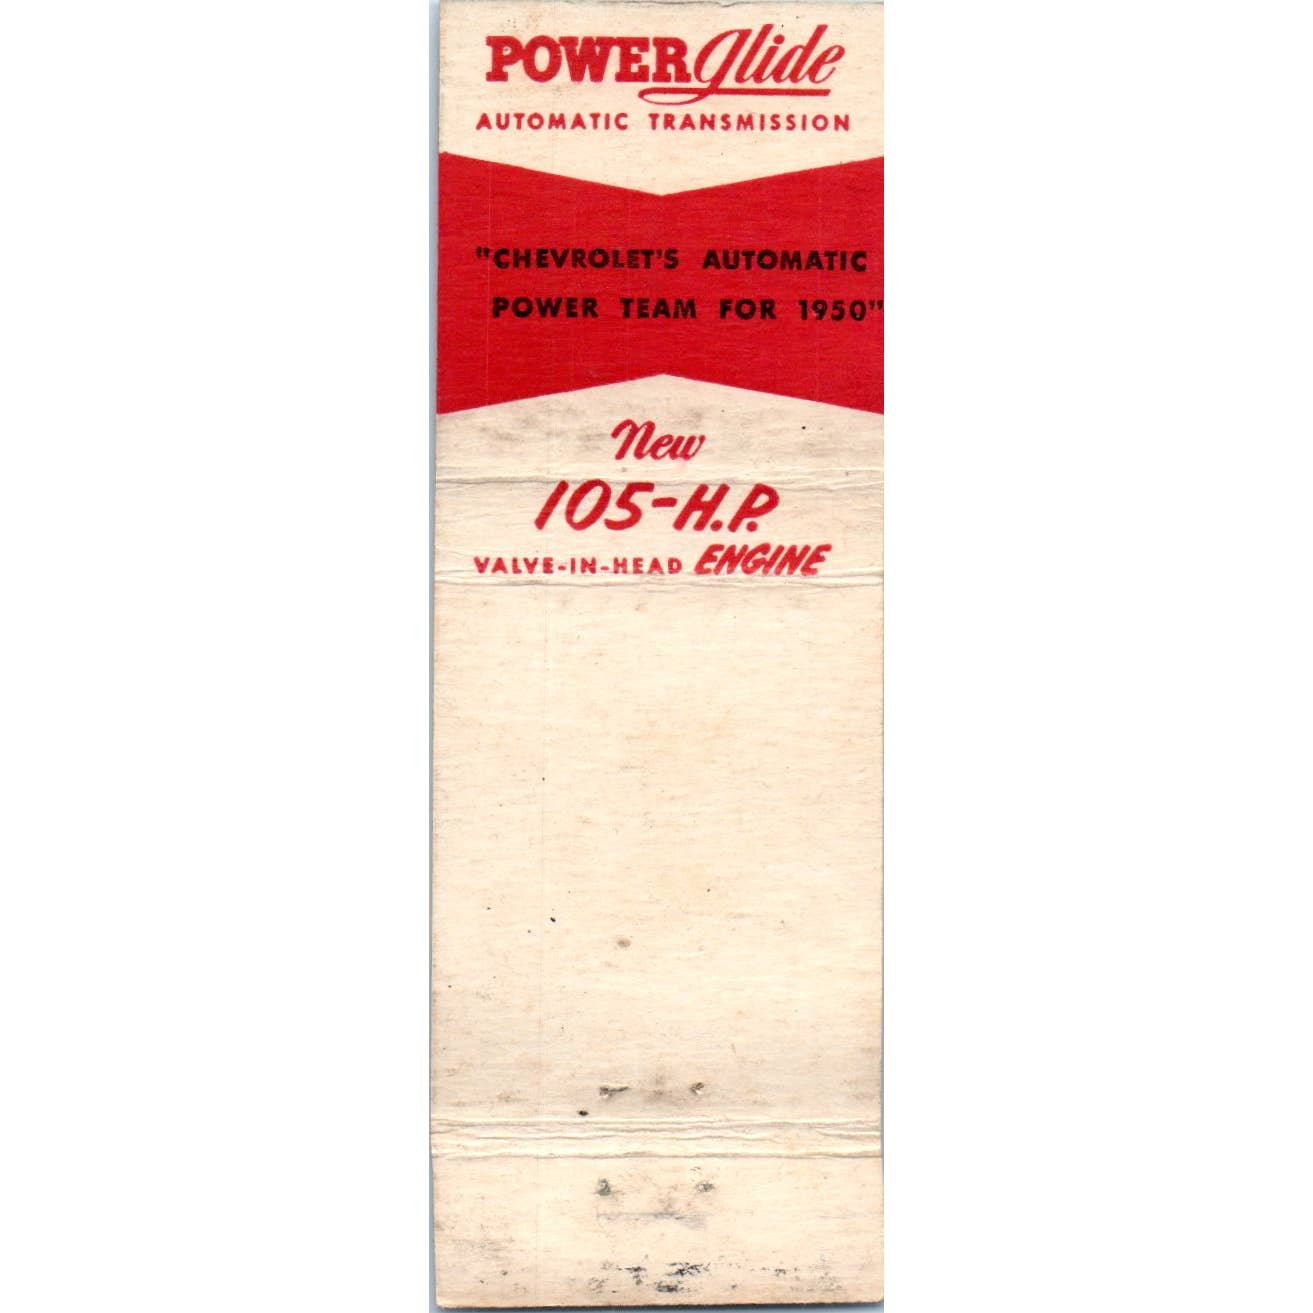 POWERglide
AUTOMATIC TRANSMISSION
"CHEVROLET'S AUTOMATIC
POWER TEAM FOR 1950"
New
105-H.P.
VALVE-IN-HEAD ENGINE